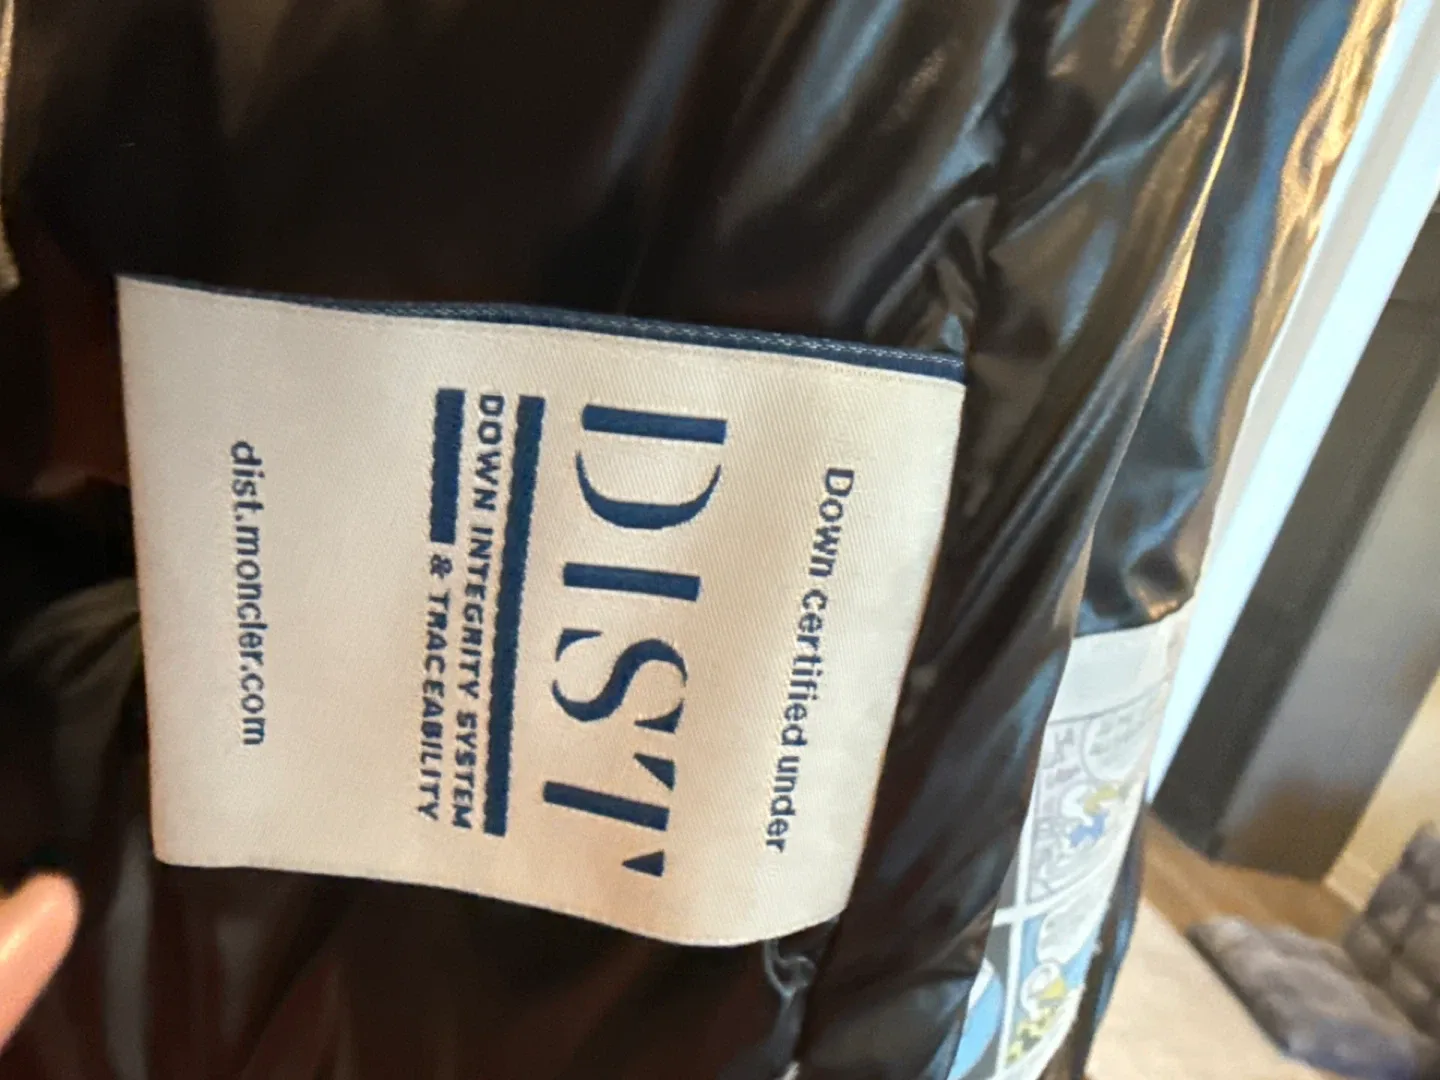 Down certified under
DIST
DOWN INTEGRITY SYSTEM
& TRACEABILITY
dist.moncler.com